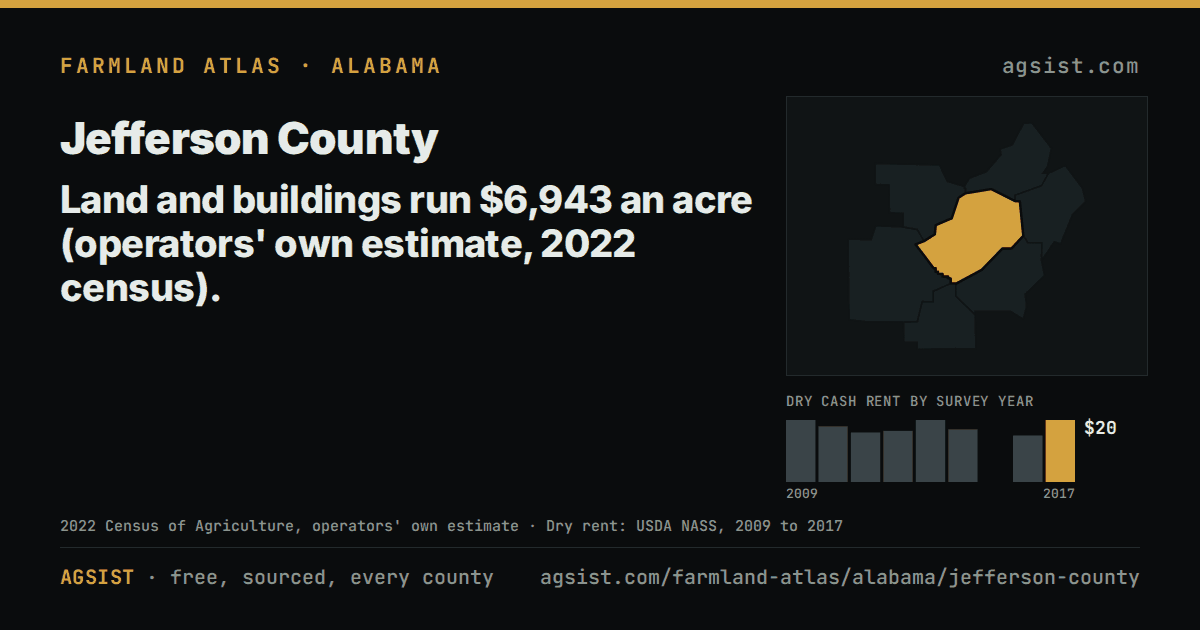 FARMLAND ATLAS · ALABAMA
agsist.com
Jefferson County
Land and buildings run $6,943 an acre
(operators' own estimate, 2022
census).
DRY CASH RENT BY SURVEY YEAR
$20
2009 2017
2022 Census of Agriculture, operators' own estimate · Dry rent: USDA NASS, 2009 to 2017
AGSIST · free, sourced, every county
agsist.com/farmland-atlas/alabama/jefferson-county